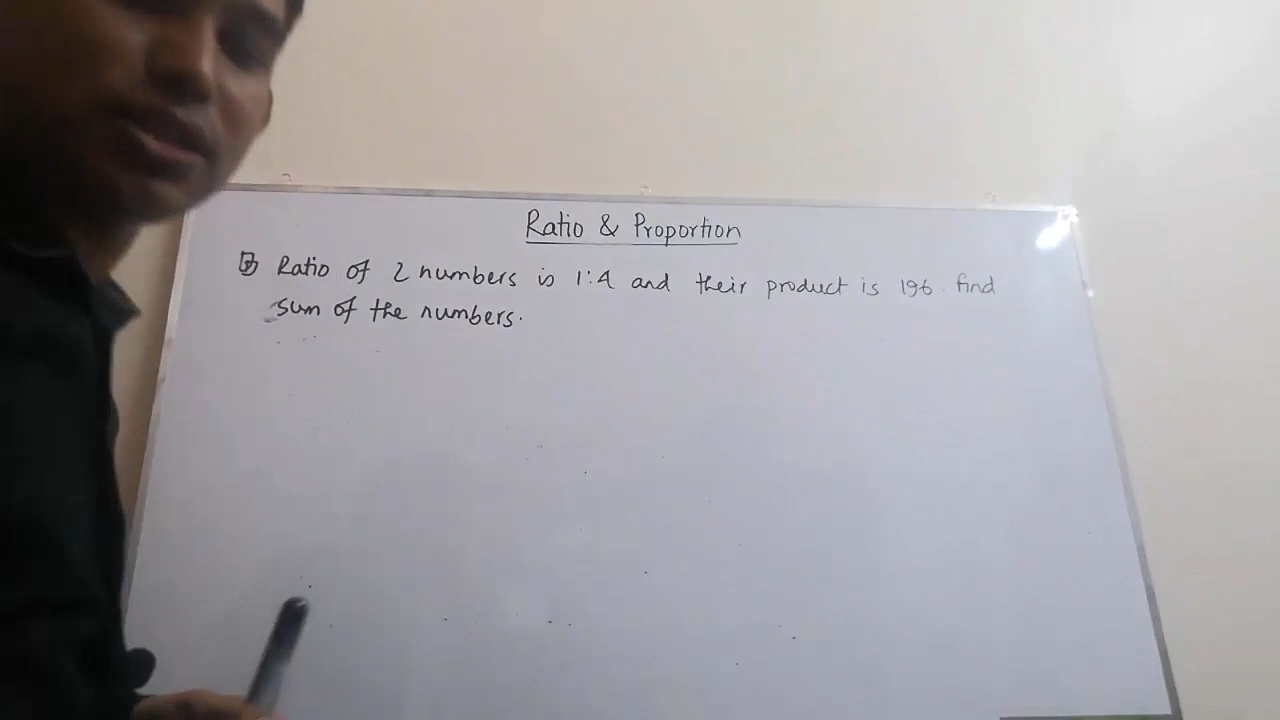 Ratio & Proportion
Ratio of 2 numbers is 1:4 and their product is 196. find
sum of the numbers.